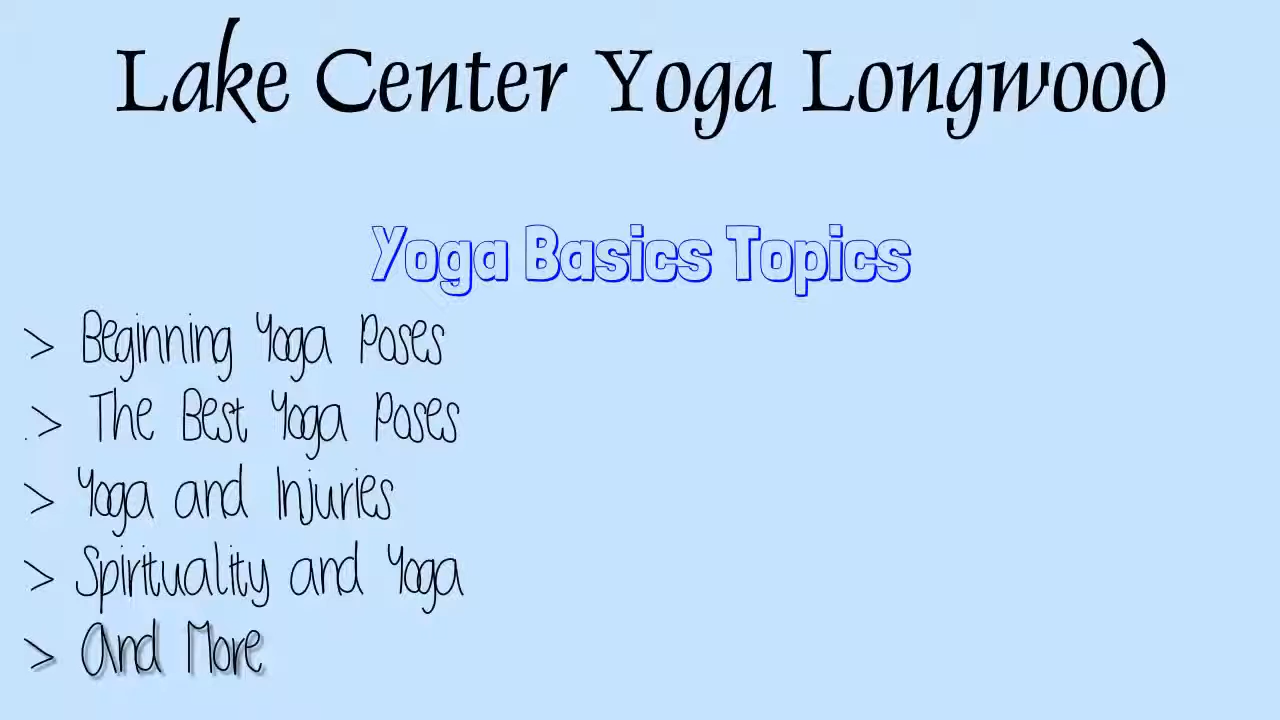 Lake Center Yoga Longwood
Yoga Basics Topics
> Beginning Yoga Poses
.> The Best Yoga Poses
> Yoga and Injuries
> Spirituality and Yoga
> And More